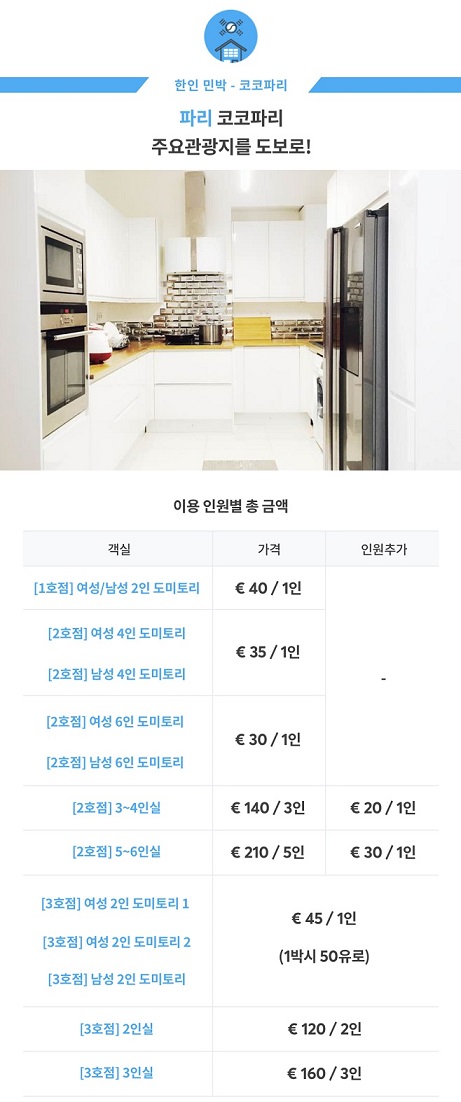 한인 민박 - 코코파리
파리 코코파리
주요관광지를 도보로!
이용 인원별 총 금액
객실 가격 인원추가
[1호점] 여성/남성 2인 도미토리 € 40 / 1인
[2호점] 여성 4인 도미토리
[2호점] 남성 4인 도미토리
€ 35 / 1인
-
[2호점] 여성 6인 도미토리
[2호점] 남성 6인 도미토리
€ 30 / 1인
[2호점] 3~4인실 € 140 / 3인 € 20 / 1인
[2호점] 5~6인실 € 210 / 5인 € 30 / 1인
[3호점] 여성 2인 도미토리 1
[3호점] 여성 2인 도미토리 2
[3호점] 남성 2인 도미토리
€ 45 / 1인
(1박시 50유로)
[3호점] 2인실 € 120 / 2인
[3호점] 3인실 € 160 / 3인